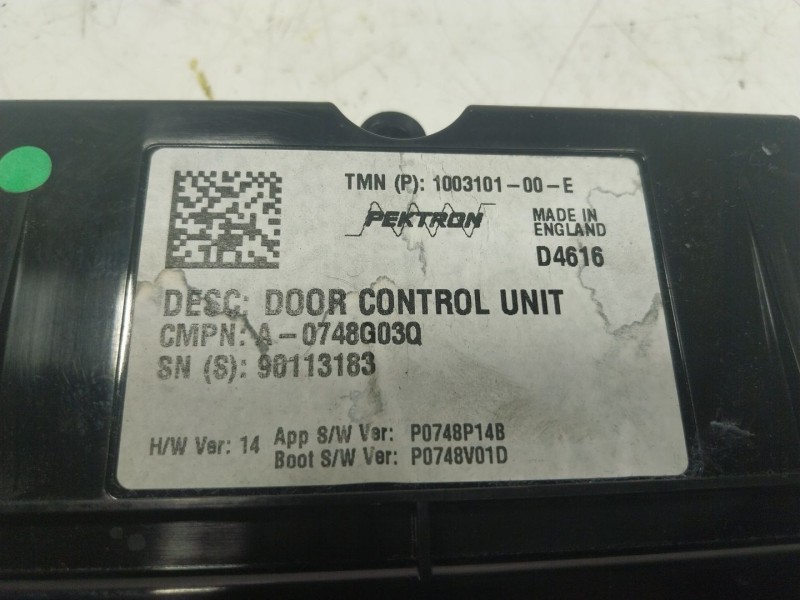 TMN (P): 1003101-00-E
PEKTRON
MADE IN
ENGLAND
D4616
DESC: DOOR CONTROL UNIT
CMPN: A-0748G03Q
SN (S): 90113183
H/W Ver: 14
App S/W Ver: P0748P14B
Boot S/W Ver: P0748V01D